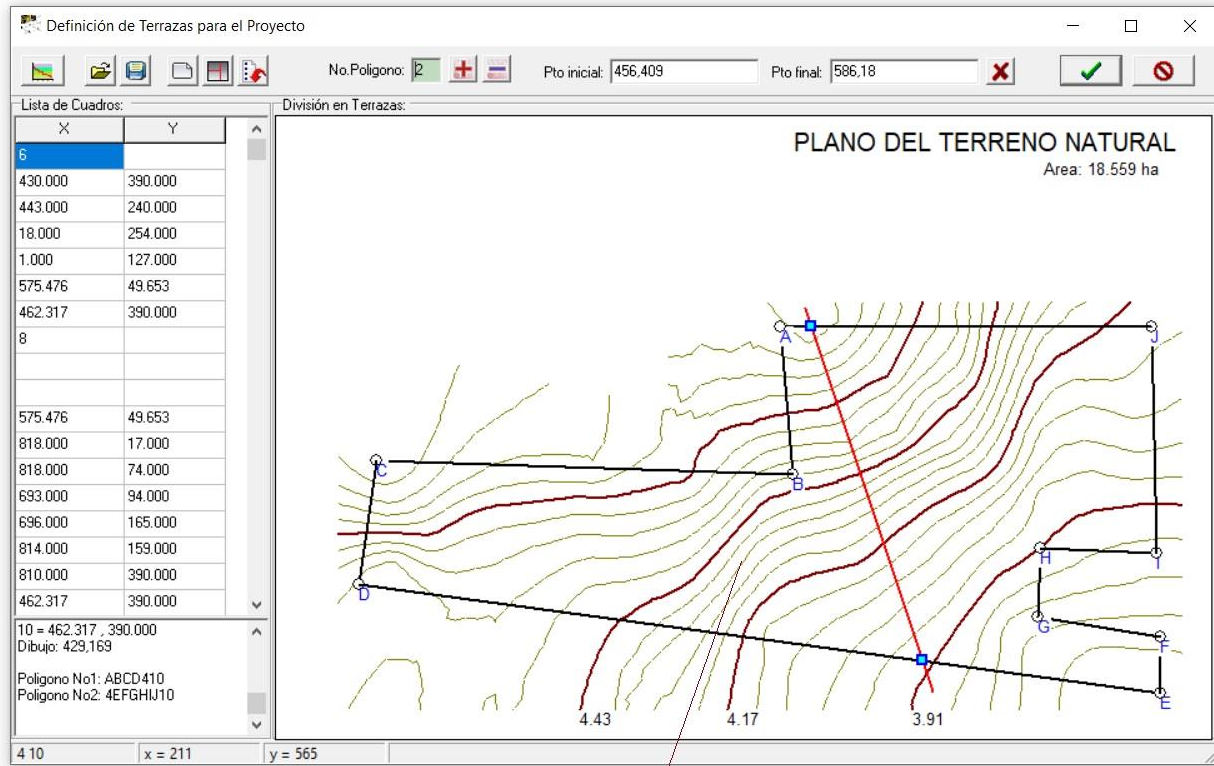 Definición de Terrazas para el Proyecto
No.Poligono: 2 Pto inicial: 456,409 Pto final: 586,18
Lista de Cuadros:
X Y
6
430.000 390.000
443.000 240.000
18.000 254.000
1.000 127.000
575.476 49.653
462.317 390.000
8
575.476 49.653
818.000 17.000
818.000 74.000
693.000 94.000
696.000 165.000
814.000 159.000
810.000 390.000
462.317 390.000
10 = 462.317 , 390.000
Dibujo: 429,169
Poligono No1: ABCD410
Poligono No2: 4EFGHIJ10
División en Terrazas:
PLANO DEL TERRENO NATURAL
Area: 18.559 ha
A
J
C
B
H
I
D
G
F
E
4.43 4.17 3.91
4 10 x = 211 y = 565